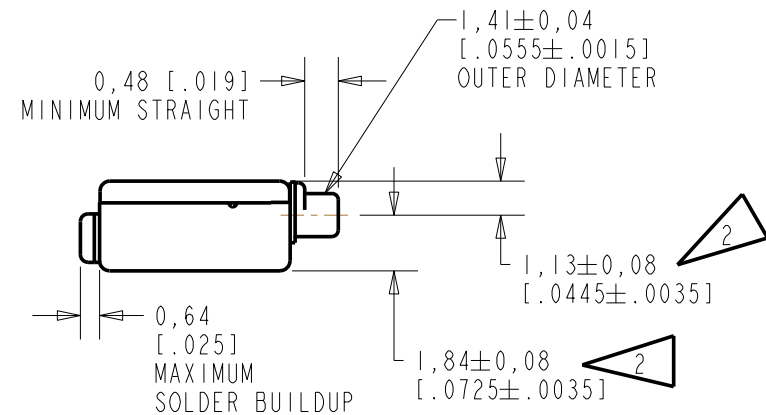 1,41±0,04
[.0555±.0015]
OUTER DIAMETER
0,48 [.019]
MINIMUM STRAIGHT
2
1,13±0,08
[.0445±.0035]
0,64
[.025]
MAXIMUM
SOLDER BUILDUP
1,84±0,08
[.0725±.0035]
2